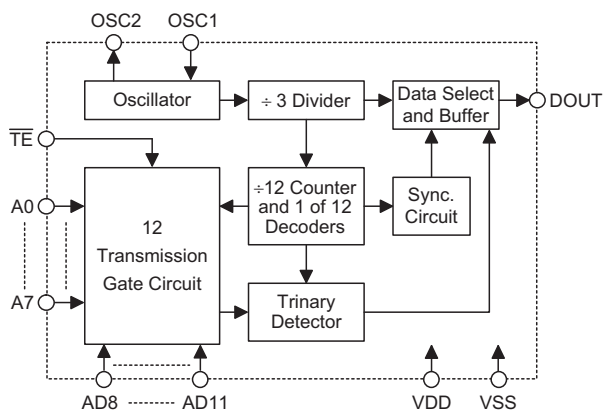 OSC2 OSC1
Oscillator
÷ 3 Divider
Data Select
and Buffer
DOUT
T̅E̅
A0
A7
12
Transmission
Gate Circuit
÷12 Counter
and 1 of 12
Decoders
Sync.
Circuit
Trinary
Detector
AD8 AD11 VDD VSS